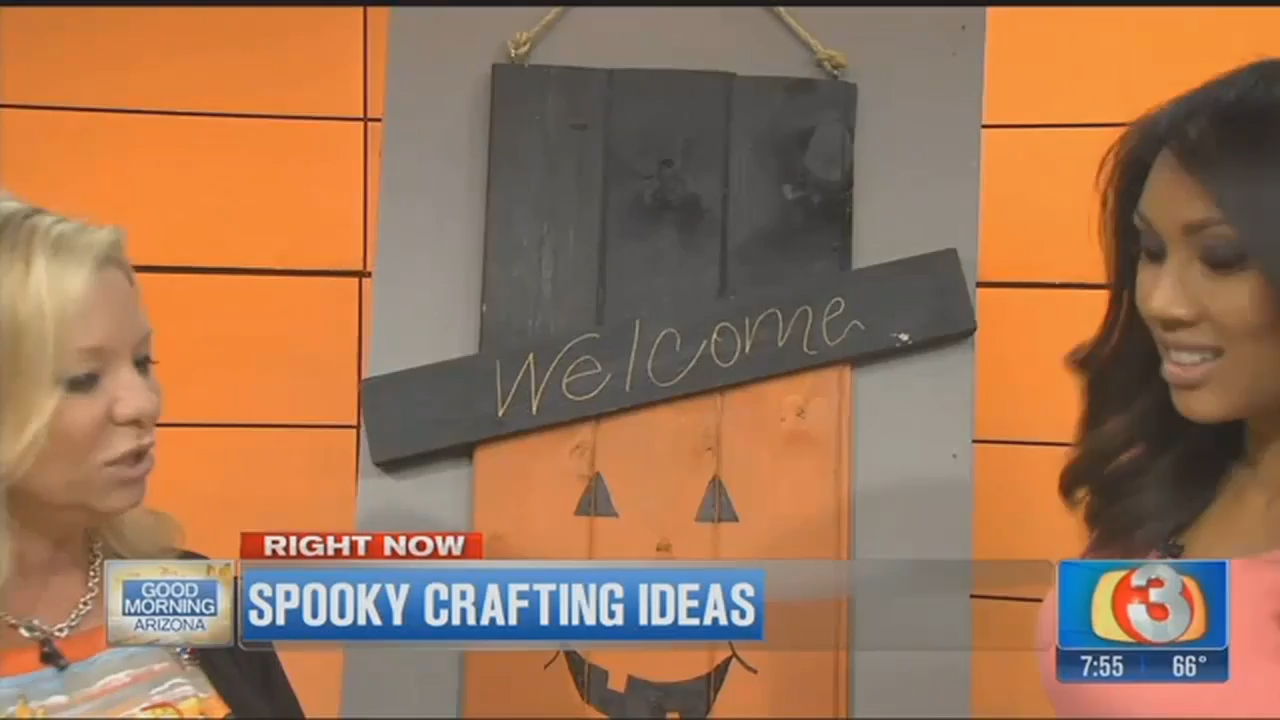 Welcome
RIGHT NOW
GOOD
MORNING
ARIZONA
SPOOKY CRAFTING IDEAS
3
7:55 66°